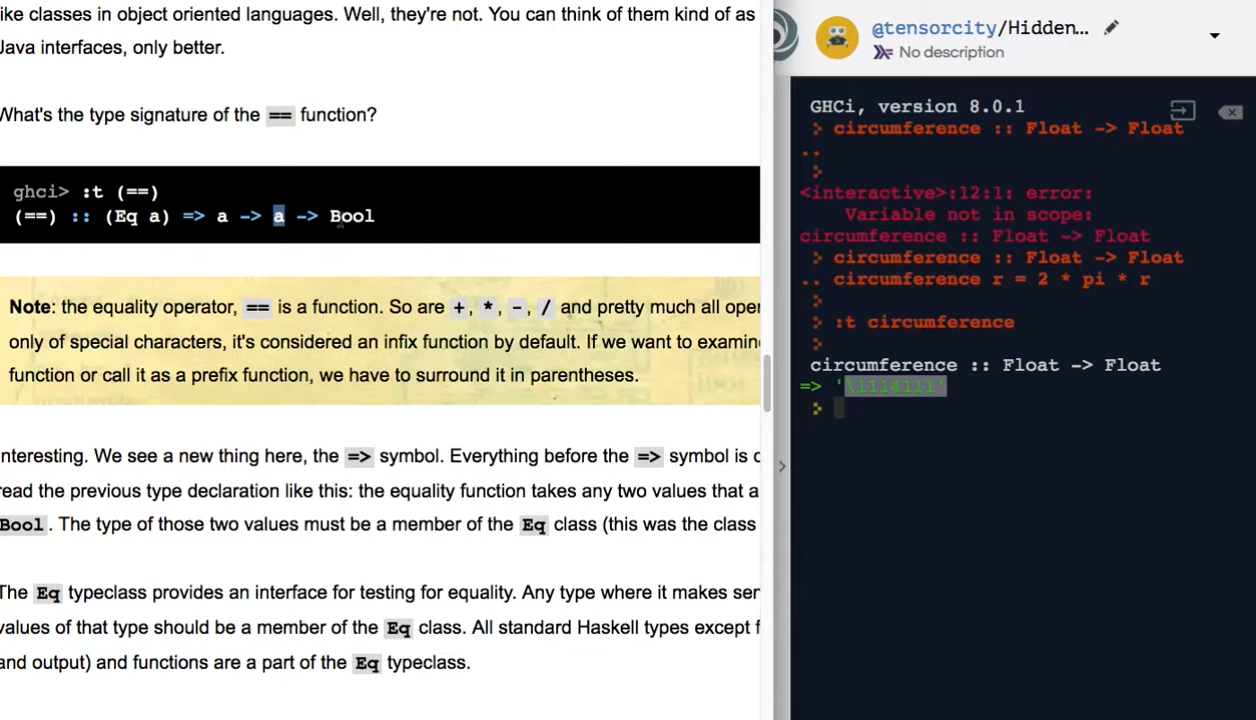 ike classes in object oriented languages. Well, they're not. You can think of them kind of as
Java interfaces, only better.
What's the type signature of the == function?
ghci> :t (==)
(==) :: (Eq a) => a -> a -> Bool
Note: the equality operator, == is a function. So are +, *, -, / and pretty much all oper
only of special characters, it's considered an infix function by default. If we want to examin
function or call it as a prefix function, we have to surround it in parentheses.
nteresting. We see a new thing here, the => symbol. Everything before the => symbol is c
read the previous type declaration like this: the equality function takes any two values that a
Bool. The type of those two values must be a member of the Eq class (this was the class
The Eq typeclass provides an interface for testing for equality. Any type where it makes ser
values of that type should be a member of the Eq class. All standard Haskell types except f
and output) and functions are a part of the Eq typeclass.
@tensorcity/Hidden...
No description
GHCi, version 8.0.1
circumference :: Float -> Float
..
<interactive>:12:1: error:
Variable not in scope:
circumference :: Float -> Float
circumference :: Float -> Float
.. circumference r = 2 * pi * r
:t circumference
circumference :: Float -> Float
=>